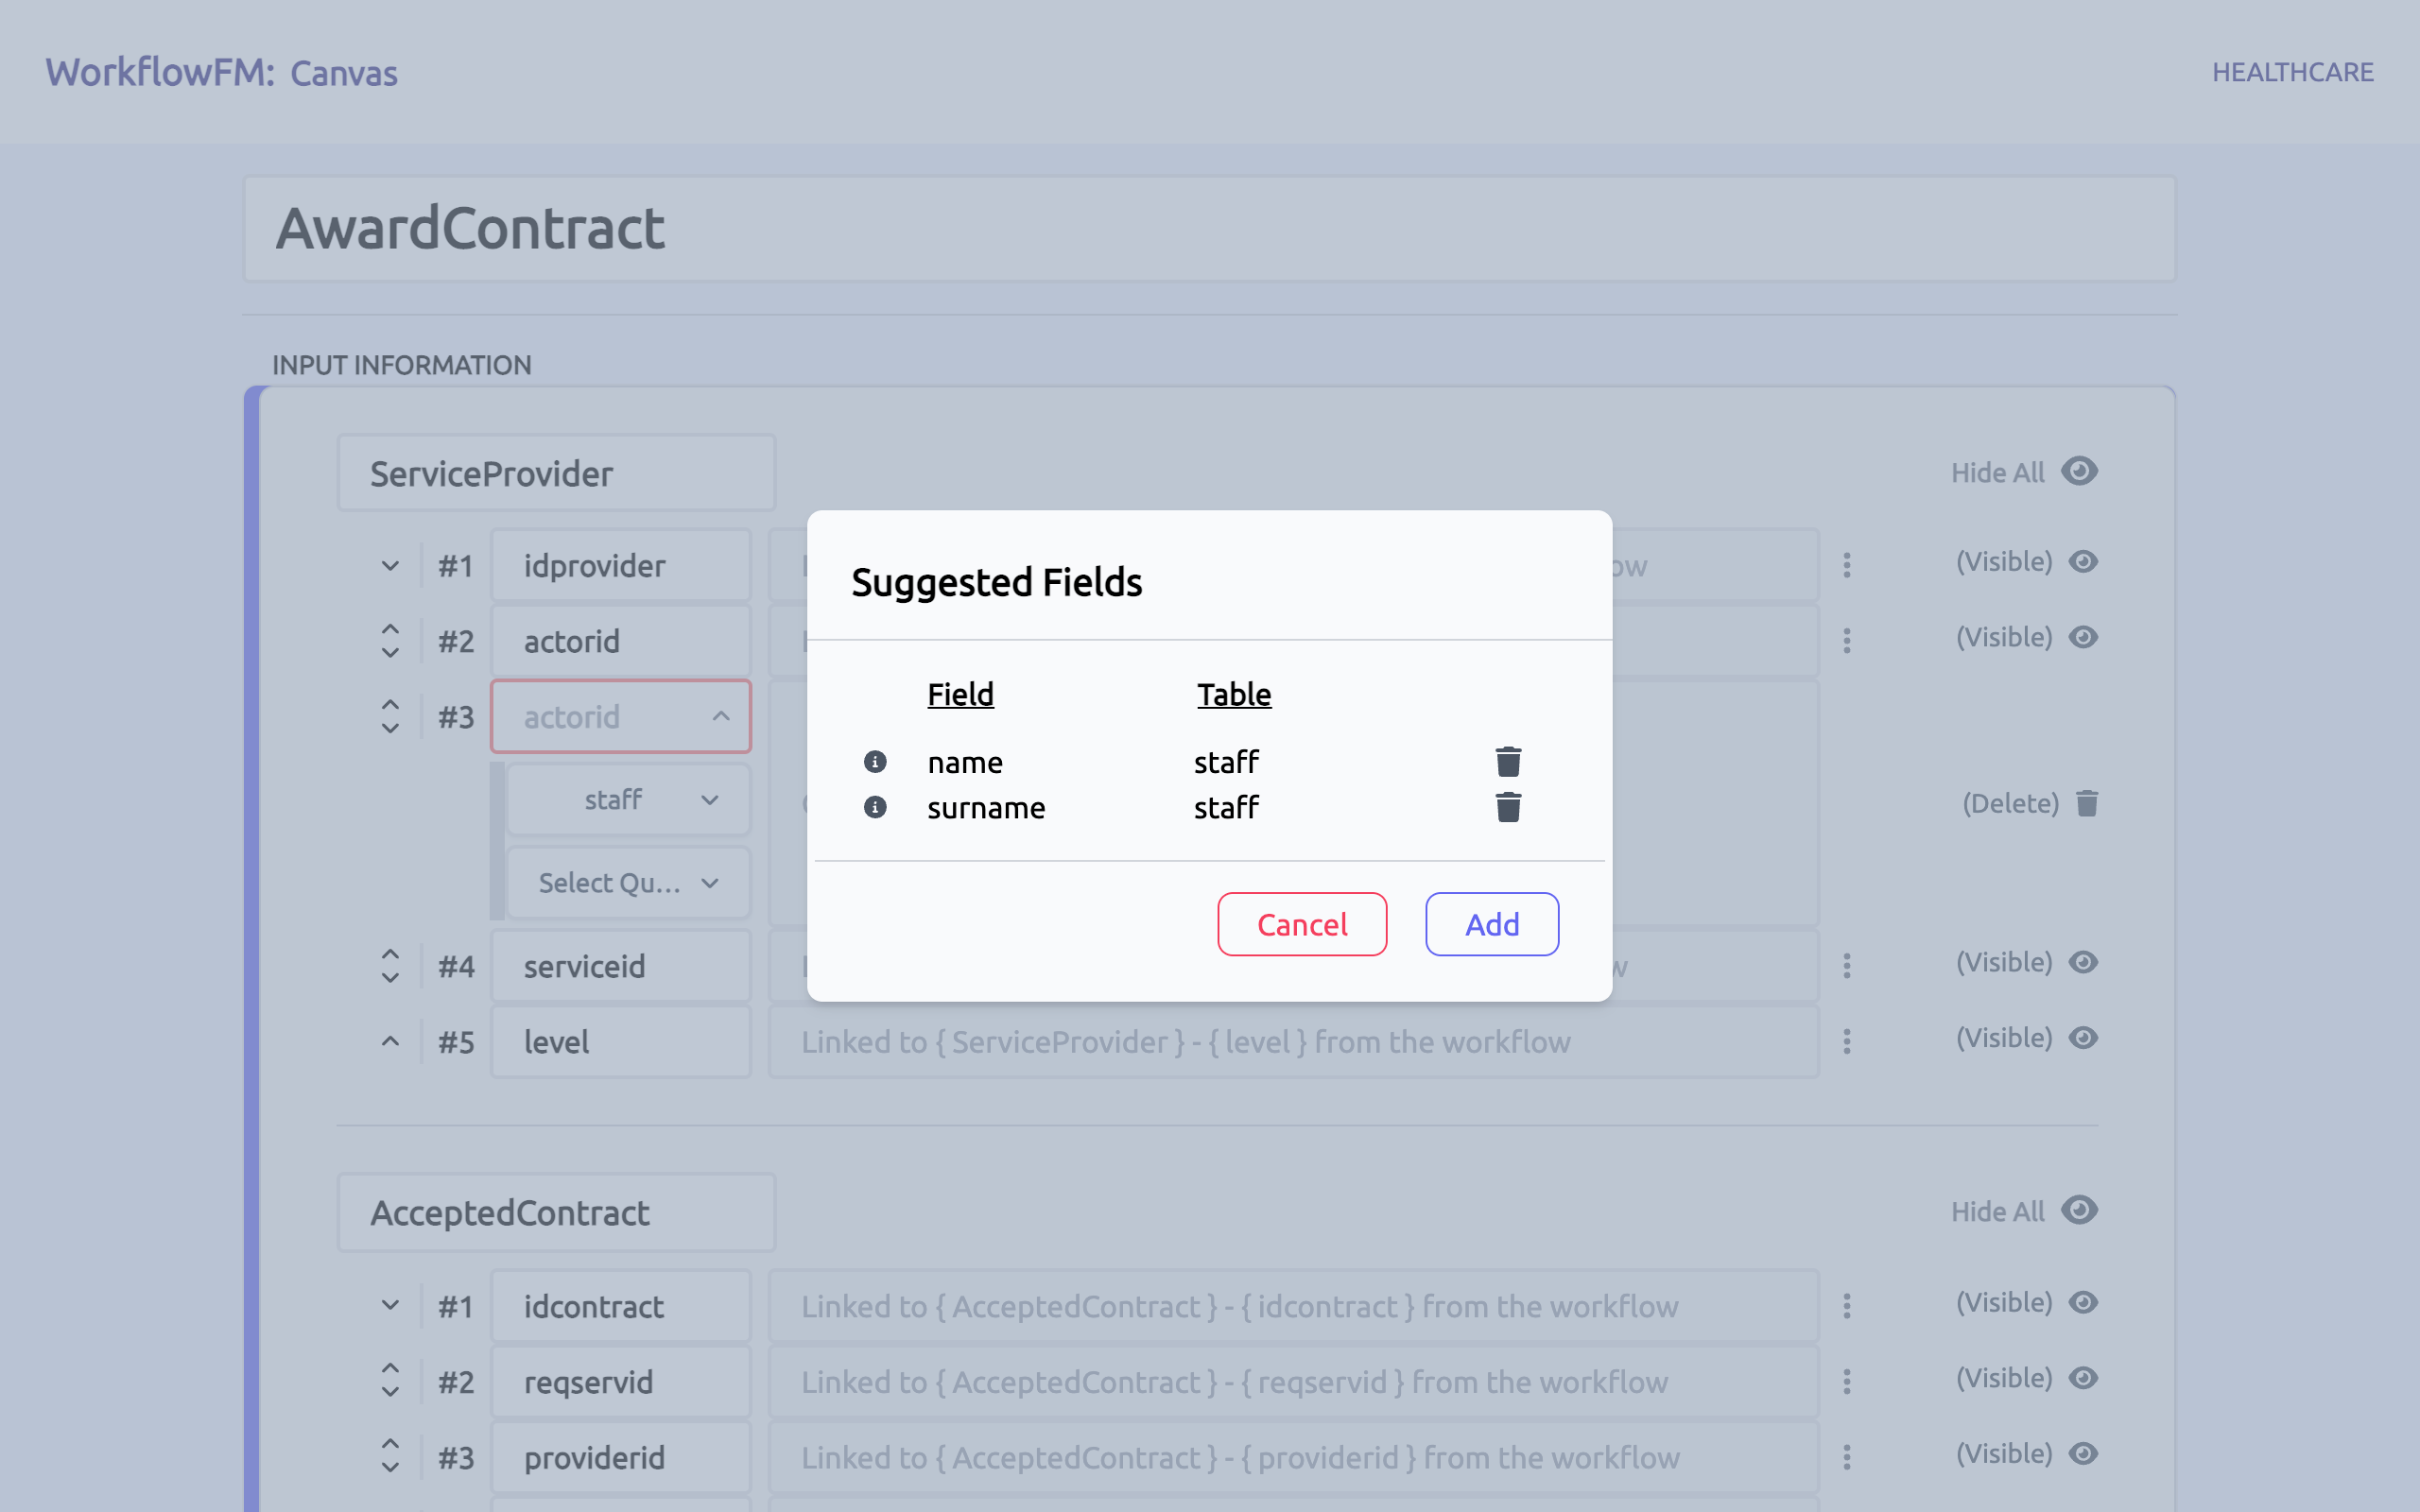 WorkflowFM: Canvas
HEALTHCARE
AwardContract
INPUT INFORMATION
ServiceProvider
Hide All
#1 idprovider (Visible)
#2 actorid (Visible)
#3 actorid
staff
(Delete)
Select Qu...
#4 serviceid (Visible)
#5 level Linked to { ServiceProvider } - { level } from the workflow (Visible)
Suggested Fields
Field Table
name staff
surname staff
Cancel Add
AcceptedContract
Hide All
#1 idcontract Linked to { AcceptedContract } - { idcontract } from the workflow (Visible)
#2 reqservid Linked to { AcceptedContract } - { reqservid } from the workflow (Visible)
#3 providerid Linked to { AcceptedContract } - { providerid } from the workflow (Visible)